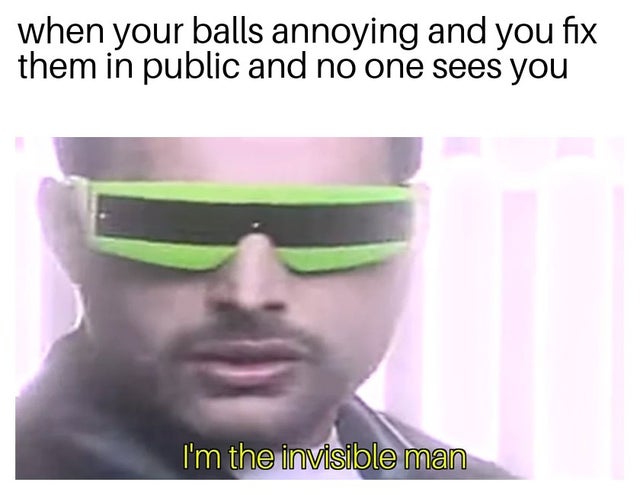 when your balls annoying and you fix
them in public and no one sees you
I'm the invisible man